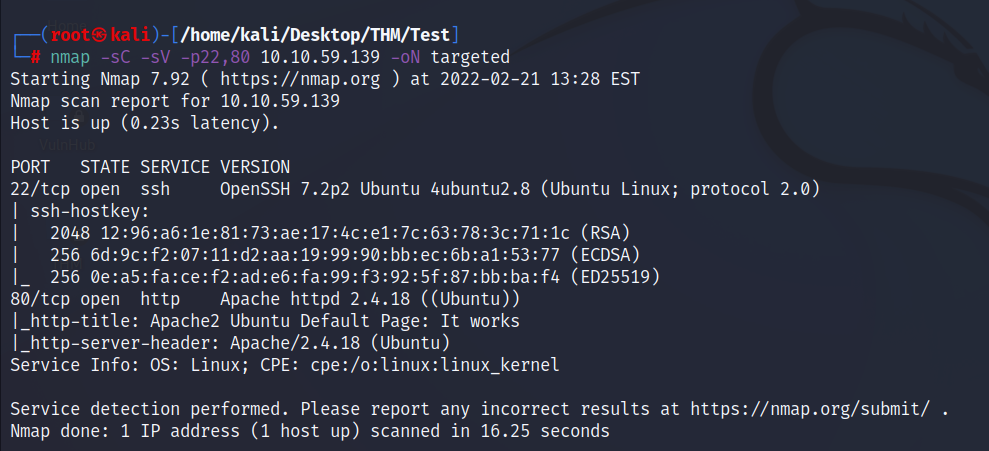 ┌──(root㉿kali)-[/home/kali/Desktop/THM/Test]
└─# nmap -sC -sV -p22,80 10.10.59.139 -oN targeted
Starting Nmap 7.92 ( https://nmap.org ) at 2022-02-21 13:28 EST
Nmap scan report for 10.10.59.139
Host is up (0.23s latency).
VulnHub
PORT   STATE SERVICE VERSION
22/tcp open  ssh     OpenSSH 7.2p2 Ubuntu 4ubuntu2.8 (Ubuntu Linux; protocol 2.0)
| ssh-hostkey:
|   2048 12:96:a6:1e:81:73:ae:17:4c:e1:7c:63:78:3c:71:1c (RSA)
|   256 6d:9c:f2:07:11:d2:aa:19:99:90:bb:ec:6b:a1:53:77 (ECDSA)
|_  256 0e:a5:fa:ce:f2:ad:e6:fa:99:f3:92:5f:87:bb:ba:f4 (ED25519)
80/tcp open  http    Apache httpd 2.4.18 ((Ubuntu))
|_http-title: Apache2 Ubuntu Default Page: It works
|_http-server-header: Apache/2.4.18 (Ubuntu)
Service Info: OS: Linux; CPE: cpe:/o:linux:linux_kernel
Service detection performed. Please report any incorrect results at https://nmap.org/submit/ .
Nmap done: 1 IP address (1 host up) scanned in 16.25 seconds